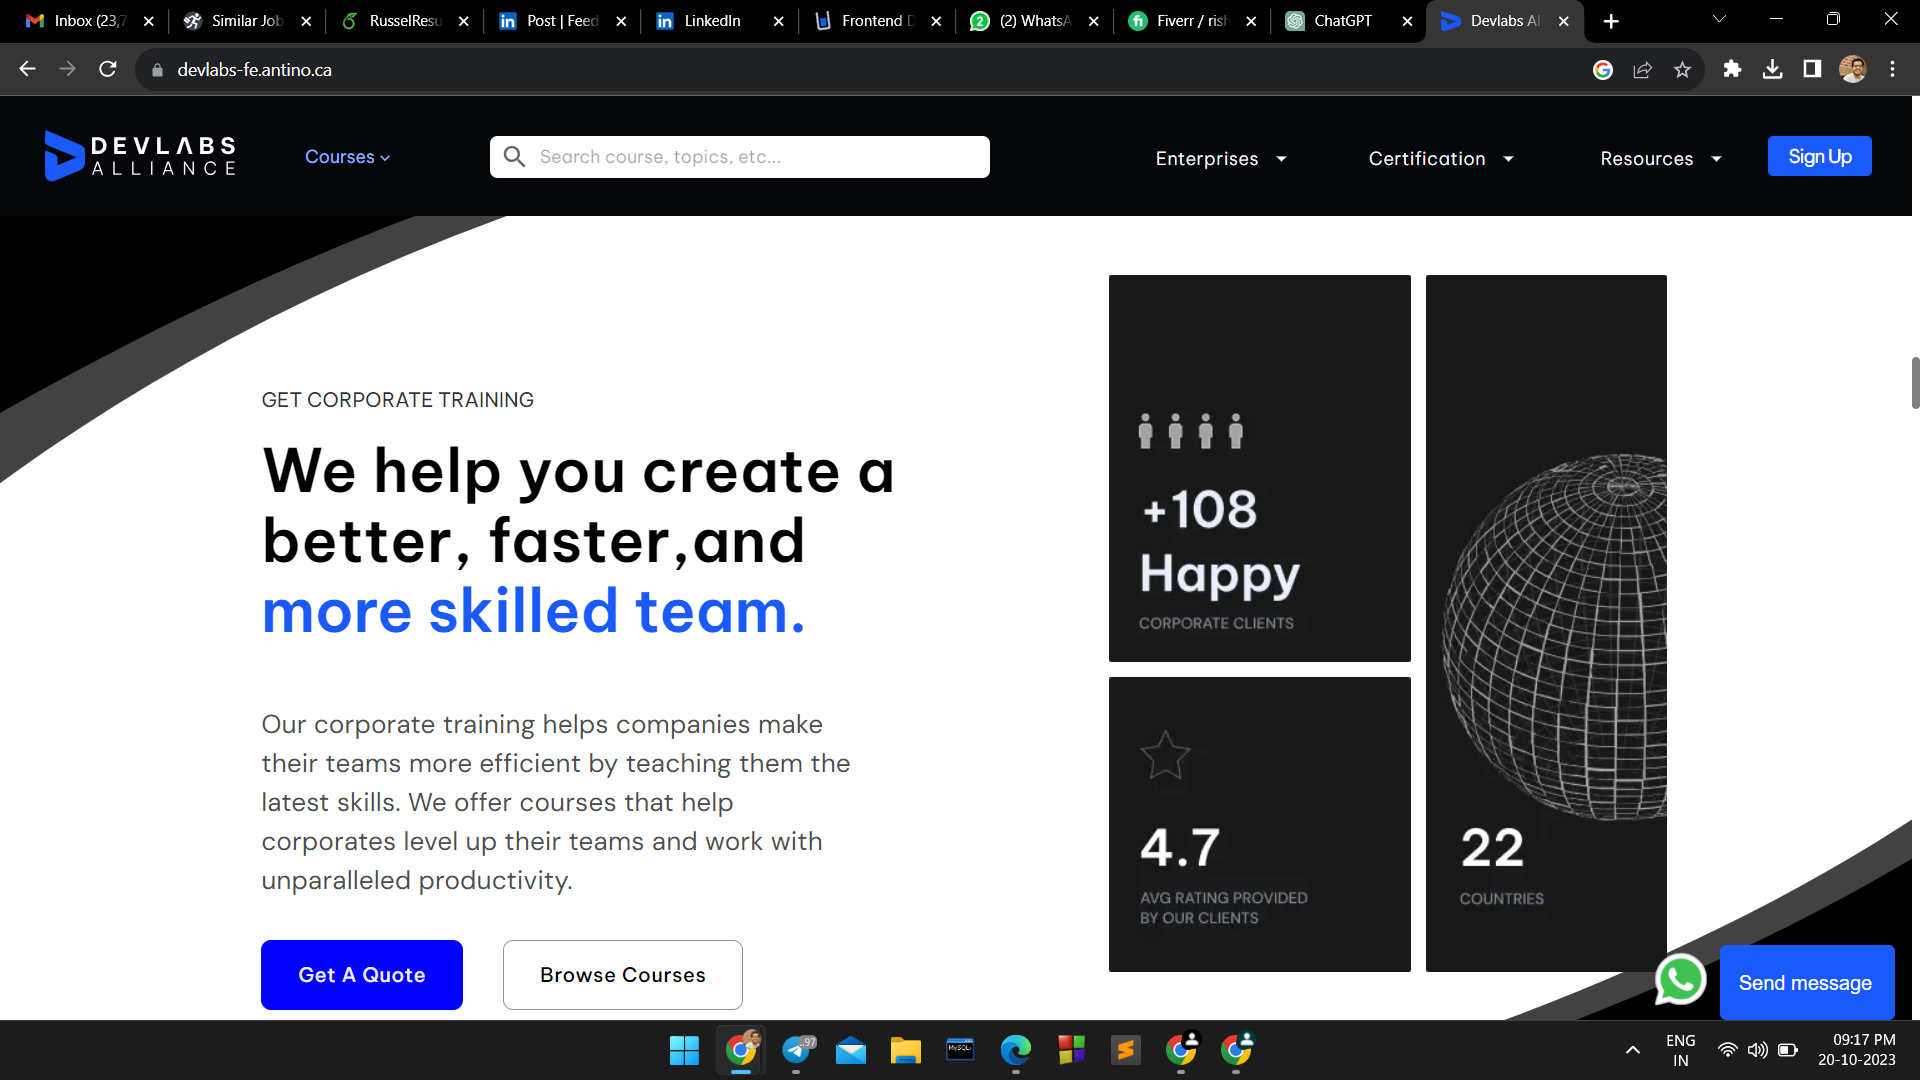 Inbox (23,7
Similar Job
RusselResu
Post | Feed
LinkedIn
Frontend D
(2) WhatsA
Fiverr / rish
ChatGPT
Devlabs All
devlabs-fe.antino.ca
DEVLABS
ALLIANCE
Courses
Search course, topics, etc...
Enterprises
Certification
Resources
Sign Up
GET CORPORATE TRAINING
We help you create a
better, faster,and
more skilled team.
Our corporate training helps companies make
their teams more efficient by teaching them the
latest skills. We offer courses that help
corporates level up their teams and work with
unparalleled productivity.
Get A Quote
Browse Courses
+108
Happy
CORPORATE CLIENTS
4.7
AVG RATING PROVIDED
BY OUR CLIENTS
22
COUNTRIES
Send message
..97
MySQL
ENG
IN
09:17 PM
20-10-2023